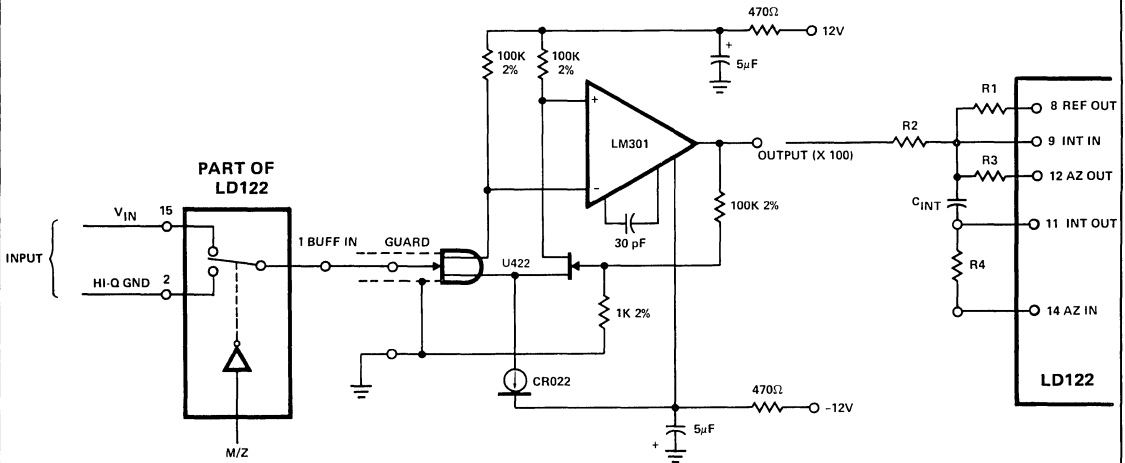 470Ω
12V
100K
2%
100K
2%
+
5µF
+
LM301
−
30 pF
OUTPUT (X 100)
100K 2%
R1
8 REF OUT
R2
9 INT IN
R3
12 AZ OUT
C INT
11 INT OUT
R4
14 AZ IN
LD122
PART OF
LD122
V IN
15
INPUT
HI-Q GND
2
M/Z
1 BUFF IN
GUARD
U422
1K 2%
CR022
470Ω
-12V
5µF
+